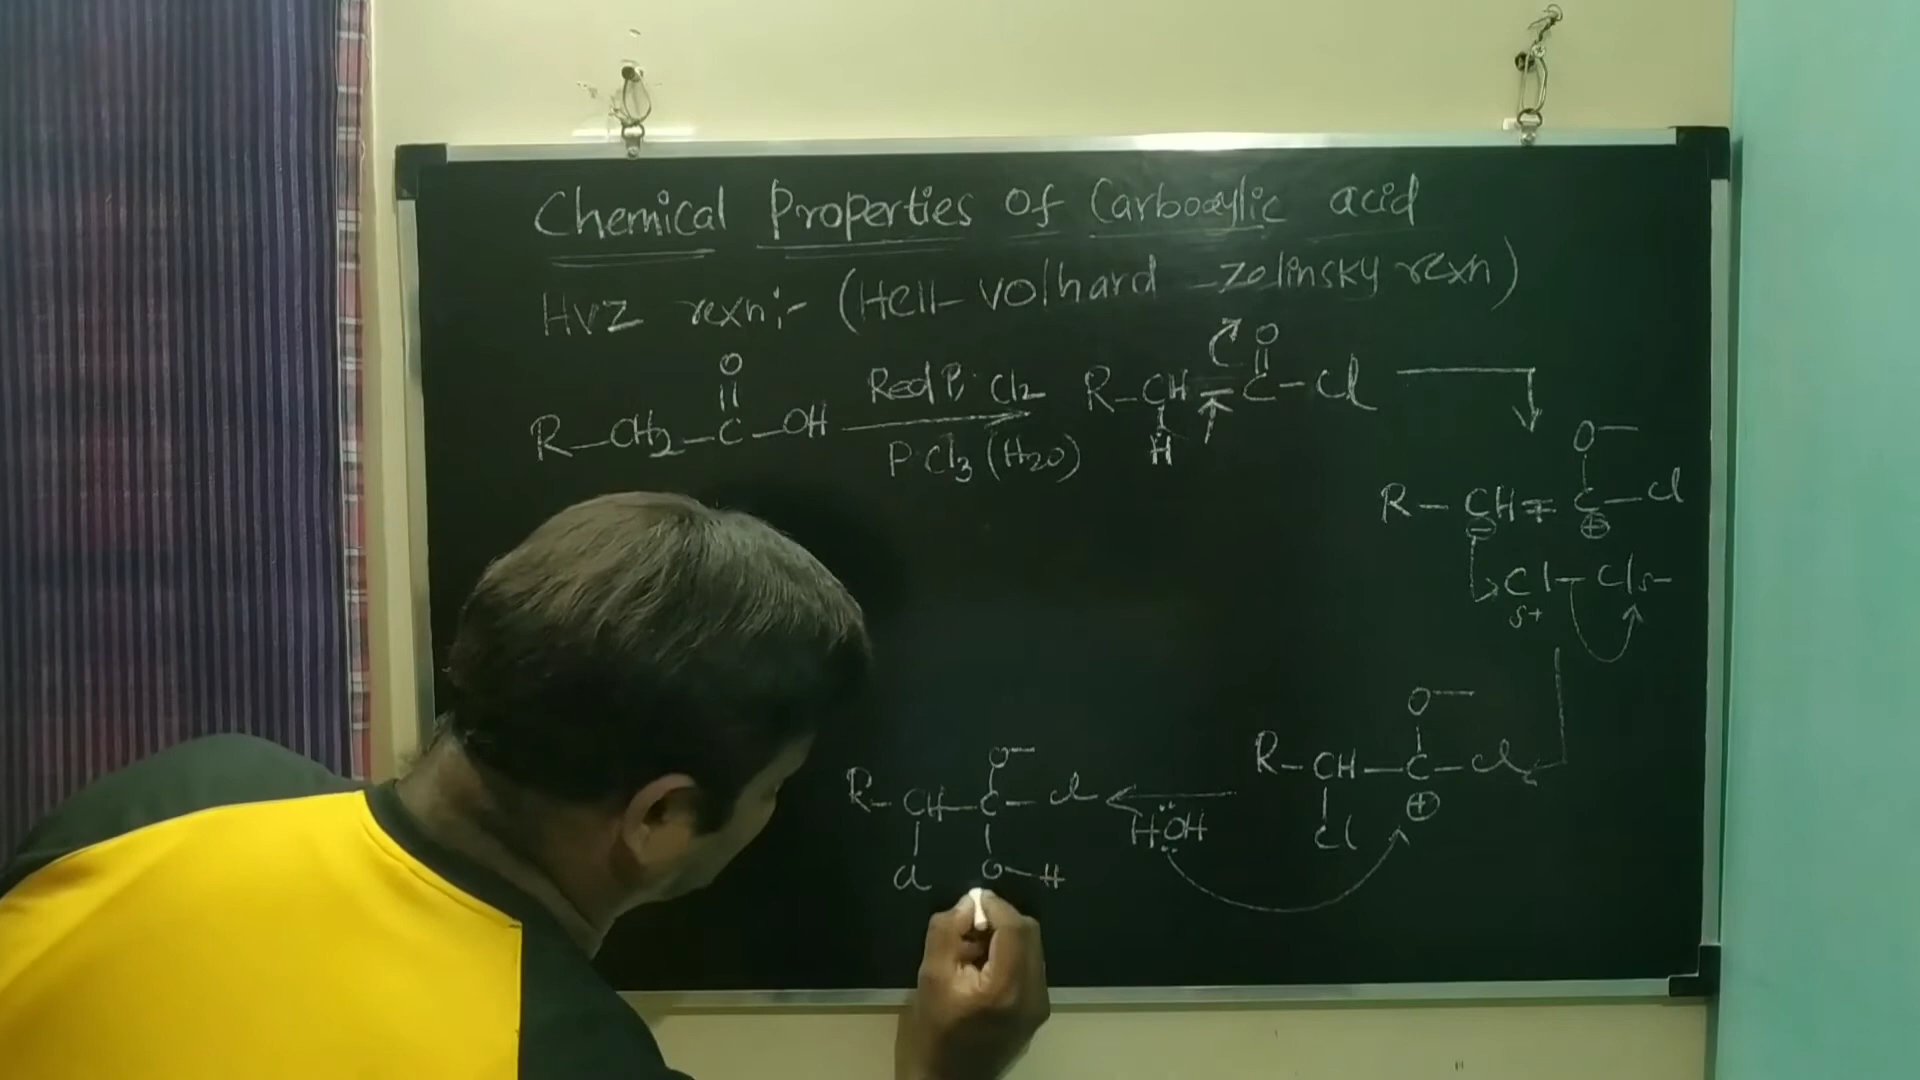 Chemical Properties of Carboxylic acid
HVZ rexn:- (Hell-volhard-zelinsky rexn)
O
R-CH2-C-OH Red P, Cl2 R-CH=C-Cl
O
PCl3 (H2O) H
O-
R-CH=C-Cl
- +
Cl-Cl δ-
δ+
O-
R-CH-C-Cl
Cl +
HOH
O-
R-CH-C-Cl
Cl O-H